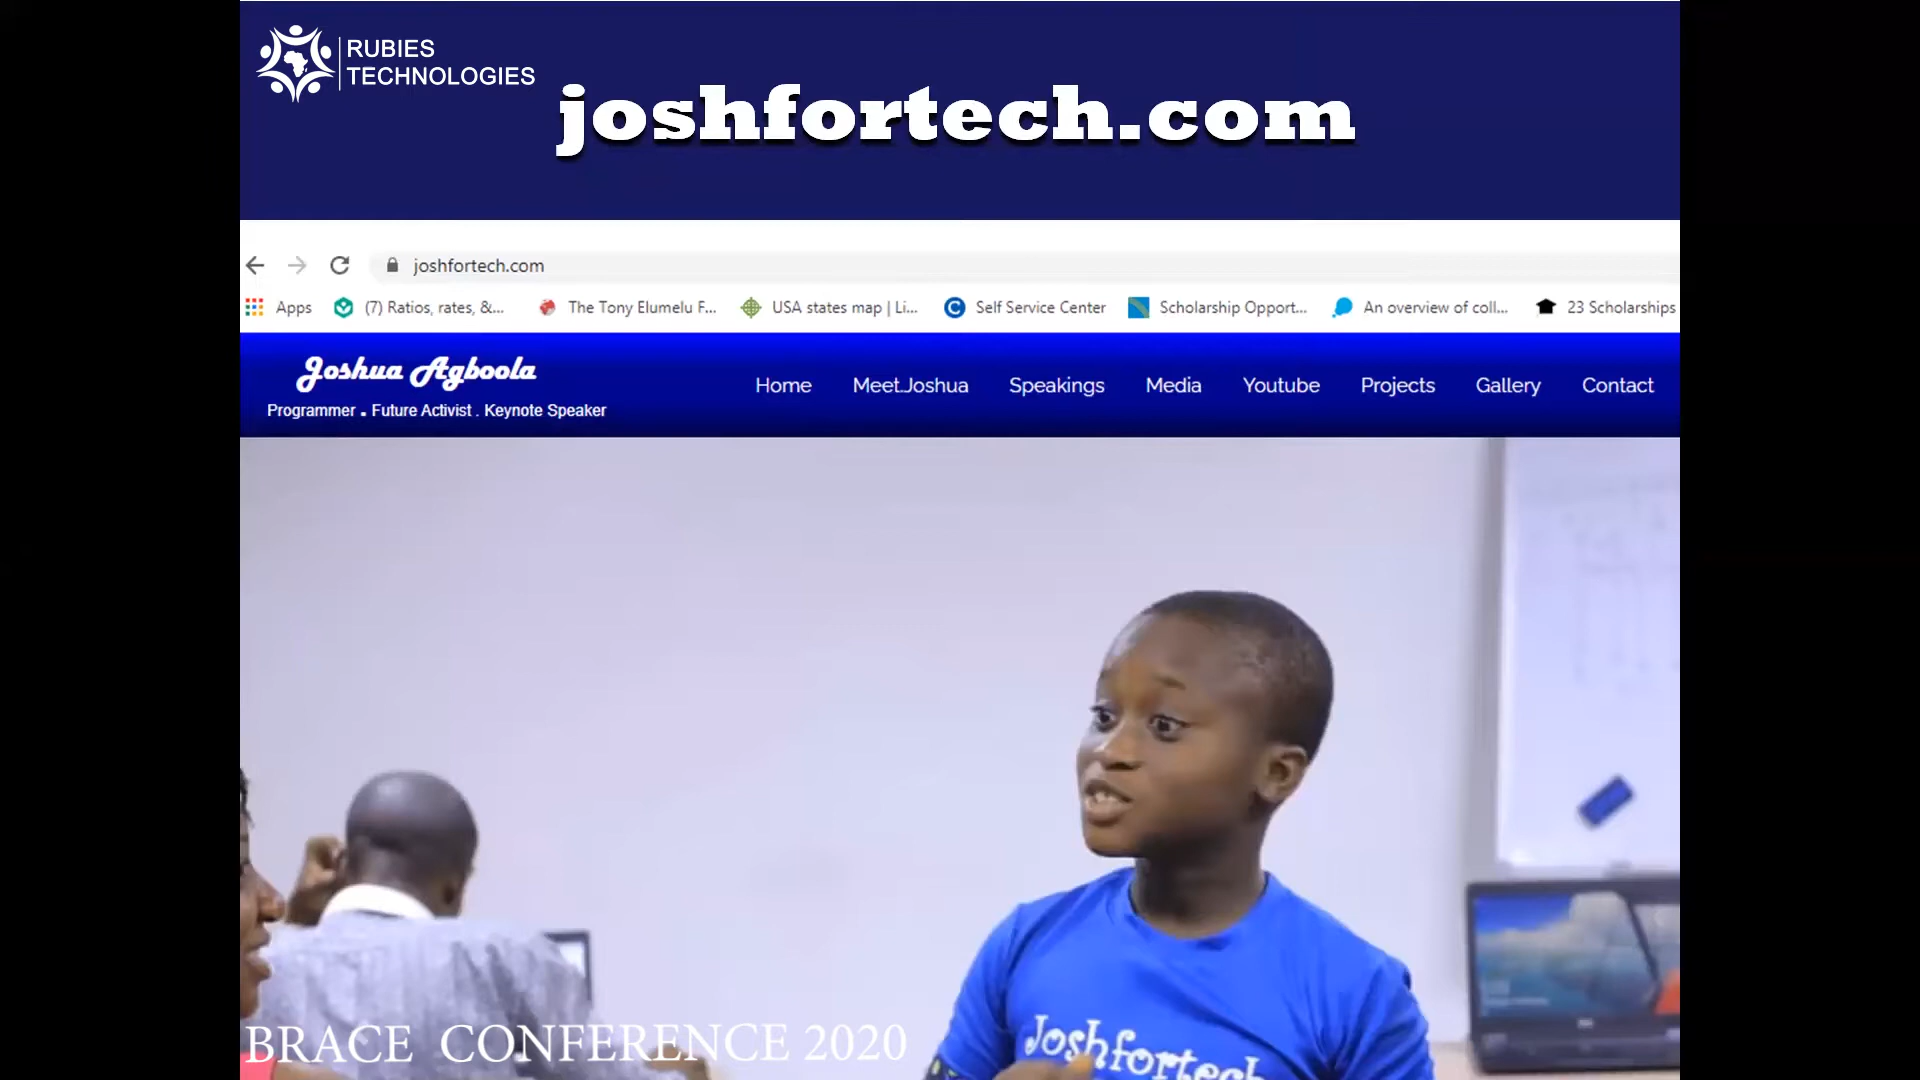 RUBIES
TECHNOLOGIES
joshfortech.com
joshfortech.com
Apps (7) Ratios, rates, &... The Tony Elumelu F... USA states map | Li... Self Service Center Scholarship Opport... An overview of coll... 23 Scholarships
Joshua Agboola
Programmer . Future Activist . Keynote Speaker
Home Meet.Joshua Speakings Media Youtube Projects Gallery Contact
Joshfortech
BRACE CONFERENCE 2020